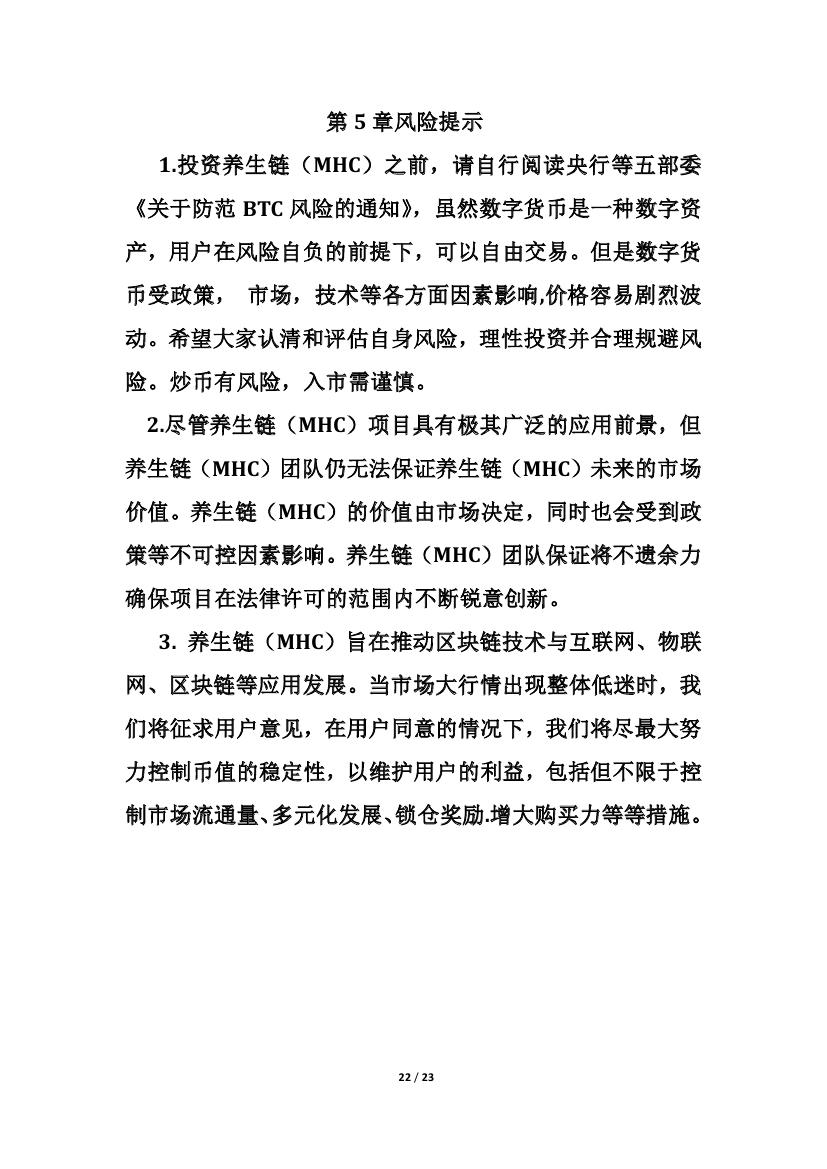 第 5 章风险提示
1.投资养生链（MHC）之前，请自行阅读央行等五部委
《关于防范 BTC 风险的通知》，虽然数字货币是一种数字资
产，用户在风险自负的前提下，可以自由交易。但是数字货
币受政策， 市场，技术等各方面因素影响,价格容易剧烈波
动。希望大家认清和评估自身风险，理性投资并合理规避风
险。炒币有风险，入市需谨慎。
2.尽管养生链（MHC）项目具有极其广泛的应用前景，但
养生链（MHC）团队仍无法保证养生链（MHC）未来的市场
价值。养生链（MHC）的价值由市场决定，同时也会受到政
策等不可控因素影响。养生链（MHC）团队保证将不遗余力
确保项目在法律许可的范围内不断锐意创新。
3. 养生链（MHC）旨在推动区块链技术与互联网、物联
网、区块链等应用发展。当市场大行情出现整体低迷时，我
们将征求用户意见，在用户同意的情况下，我们将尽最大努
力控制币值的稳定性，以维护用户的利益，包括但不限于控
制市场流通量、多元化发展、锁仓奖励.增大购买力等等措施。
22 / 23